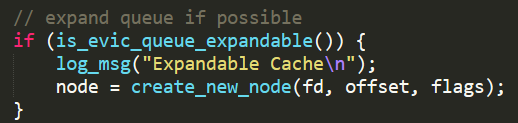 // expand queue if possible
if (is_evic_queue_expandable()) {
    log_msg("Expandable Cache\n");
    node = create_new_node(fd, offset, flags);
}